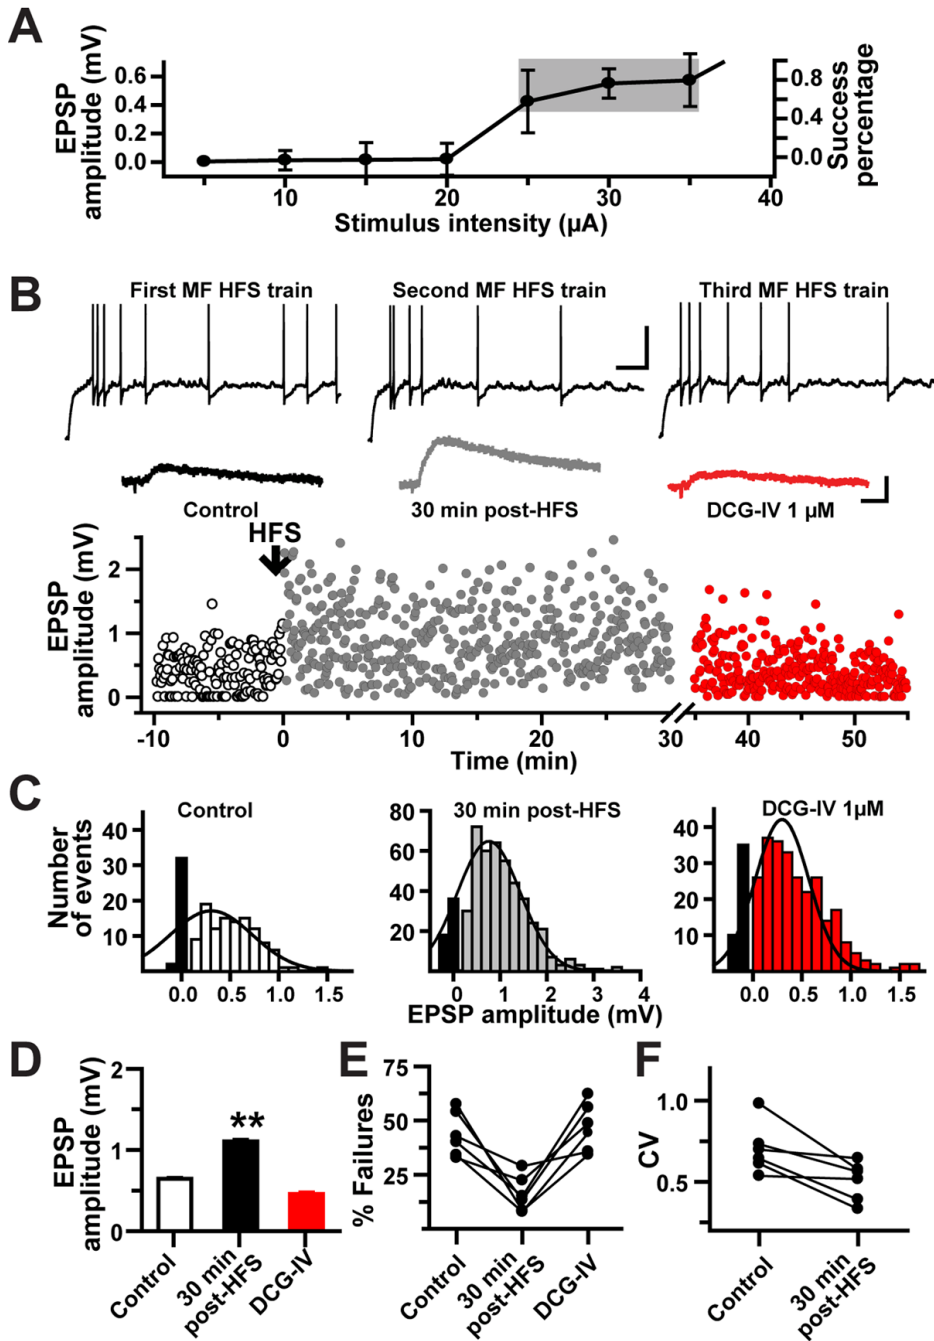 A
EPSP
amplitude (mV)
0.6
0.4
0.2
0.0
0.8
0.4
0.0
Success
percentage
10
20
30
40
Stimulus intensity (µA)
B
First MF HFS train
Second MF HFS train
Third MF HFS train
Control
30 min post-HFS
DCG-IV 1 µM
HFS
EPSP
amplitude (mV)
2
1
0
-10
0
10
20
30
40
50
Time (min)
C
Control
30 min post-HFS
DCG-IV 1µM
Number
of events
40
30
20
10
0.0
0.5
1.0
1.5
80
60
40
20
0
1
2
3
4
40
30
20
10
0.0
0.5
1.0
1.5
EPSP amplitude (mV)
D
EPSP
amplitude (mV)
2
1
0
**
Control
30 min
post-HFS
DCG-IV
E
% Failures
75
50
25
Control
30 min
post-HFS
DCG-IV
F
CV
1.0
0.5
Control
30 min
post-HFS